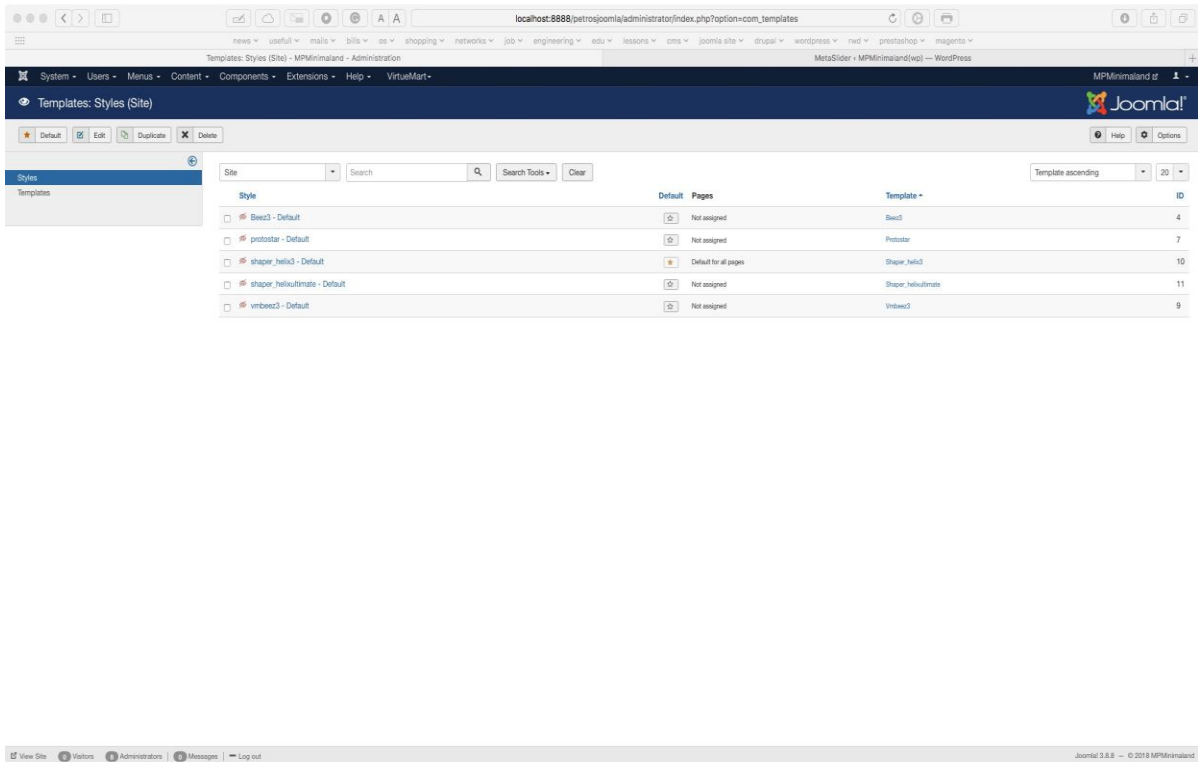 localhost:8888/petrosjoomla/administrator/index.php?option=com_templates
news usefull mails bills os shopping networks job engineering edu lessons cms joomla site drupal wordpress rwd prestashop magento
Templates: Styles (Site) - MPMinimaland - Administration
MetaSlider ‹ MPMinimaland(wp) — WordPress
System Users Menus Content Components Extensions Help VirtueMart
MPMinimaland
Templates: Styles (Site)
Joomla!®
Default Edit Duplicate Delete
Help Options
Styles
Templates
Site Search Search Tools Clear
Template ascending 20
Style Default Pages Template ID
Beez3 - Default Not assigned Beez3 4
protostar - Default Not assigned Protostar 7
shaper_helix3 - Default Default for all pages Shaper_helix3 10
shaper_helixultimate - Default Not assigned Shaper_helixultimate 11
vmbeez3 - Default Not assigned Vmbeez3 9
View Site 0 Visitors 0 Administrators | 0 Messages | Log out
Joomla! 3.8.8 — © 2018 MPMinimaland